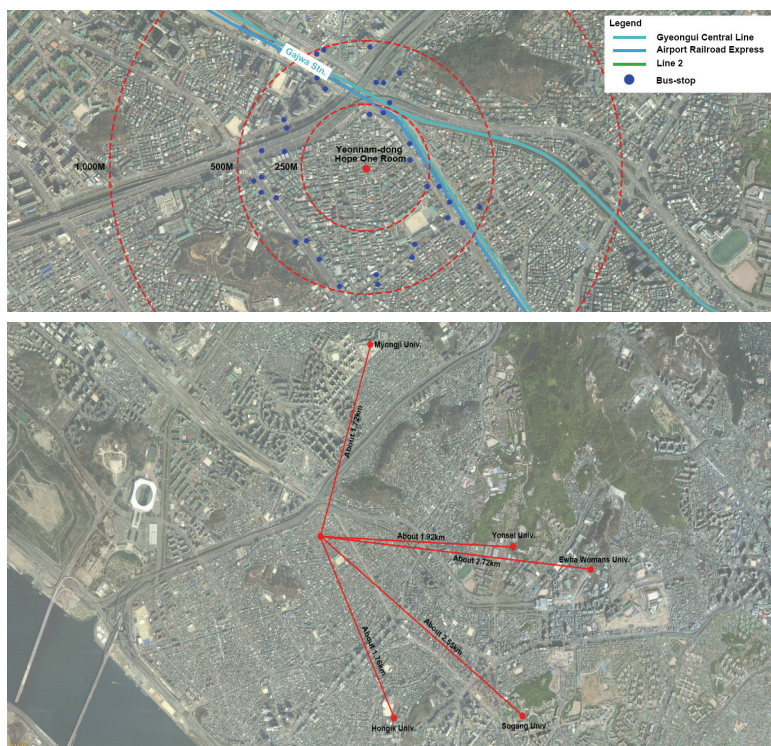 Legend
Gyeongui Central Line
Airport Railroad Express
Line 2
Bus-stop
Gajwa Stn.
Yeonnam-dong
Hope One Room
1,000M
500M
250M
Myongji Univ.
About 1.72km
About 1.92km
Yonsei Univ.
About 2.72km
Ewha Womans Univ.
About 2.55km
About 1.76km
Hongik Univ.
Sogang Univ.